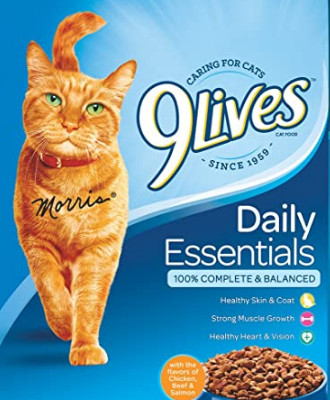 CARING FOR CATS
9Lives™
CAT FOOD
- SINCE 1959 -
Morris®
Daily
Essentials
100% COMPLETE & BALANCED
Healthy Skin & Coat
Strong Muscle Growth
Healthy Heart & Vision
with the
flavors of
Chicken,
Beef &
Salmon